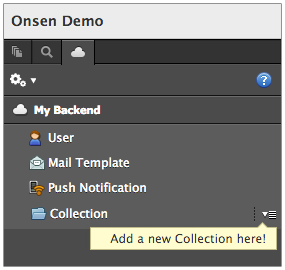 Onsen Demo
?
My Backend
User
Mail Template
Push Notification
Collection
Add a new Collection here!